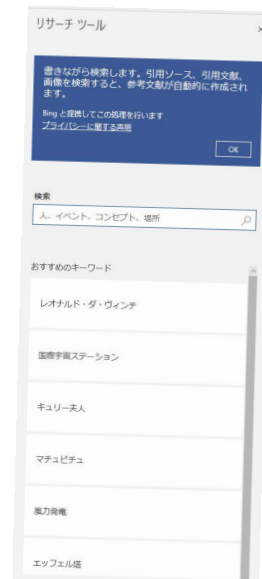 リサーチ ツール
×
書きながら検索します。引用ソース、引用文献、
画像を検索すると、参考文献が自動的に作成され
ます。
Bing と提携してこの処理を行います
プライバシーに関する声明
OK
検索
人、イベント、コンセプト、場所
おすすめのキーワード
レオナルド・ダ・ヴィンチ
国際宇宙ステーション
キュリー夫人
マチュピチュ
風力発電
エッフェル塔